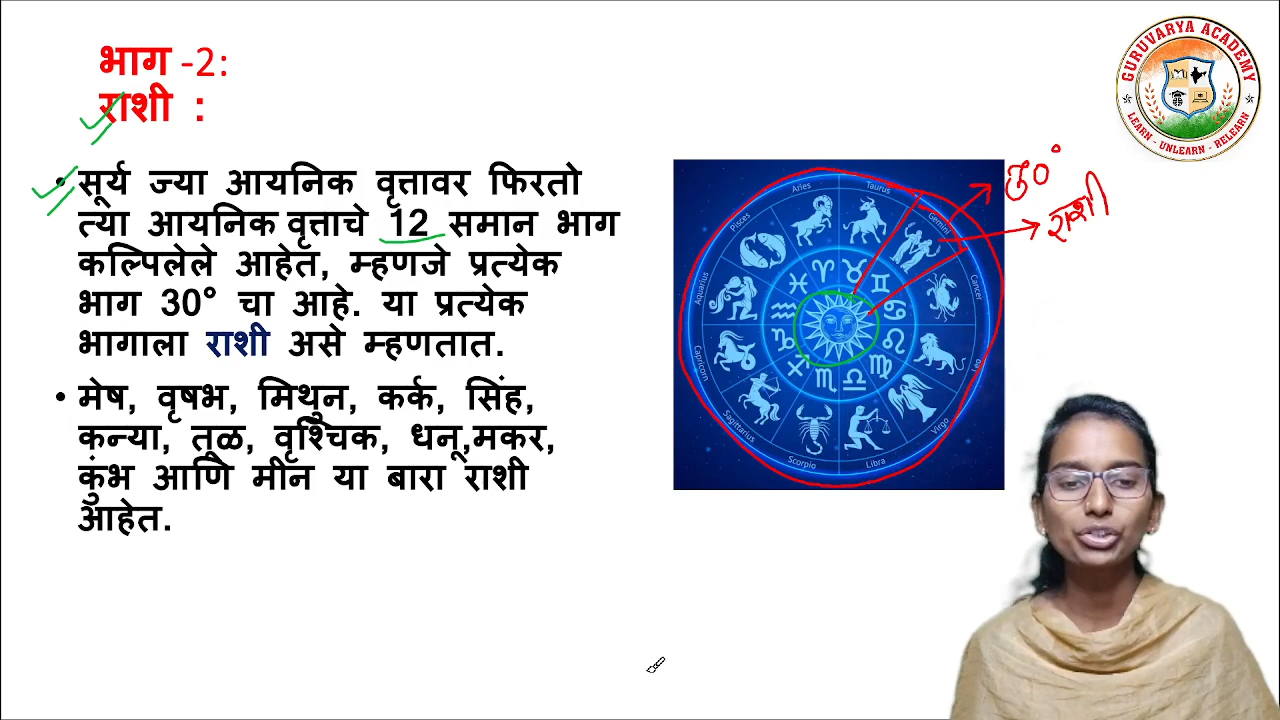 भाग -2:
राशी :
• सूर्य ज्या आयनिक वृत्तावर फिरतो
त्या आयनिक वृत्ताचे 12 समान भाग
कल्पिलेले आहेत, म्हणजे प्रत्येक
भाग 30° चा आहे. या प्रत्येक
भागाला राशी असे म्हणतात.
• मेष, वृषभ, मिथुन, कर्क, सिंह,
कन्या, तूळ, वृश्चिक, धनू,मकर,
कुंभ आणि मीन या बारा राशी
आहेत.
GURUVARYA ACADEMY
LEARN - UNLEARN - RELEARN
३०°
राशी
Aries
Taurus
Gemini
Cancer
Leo
Virgo
Libra
Scorpio
Sagittarius
Capricorn
Aquarius
Pisces